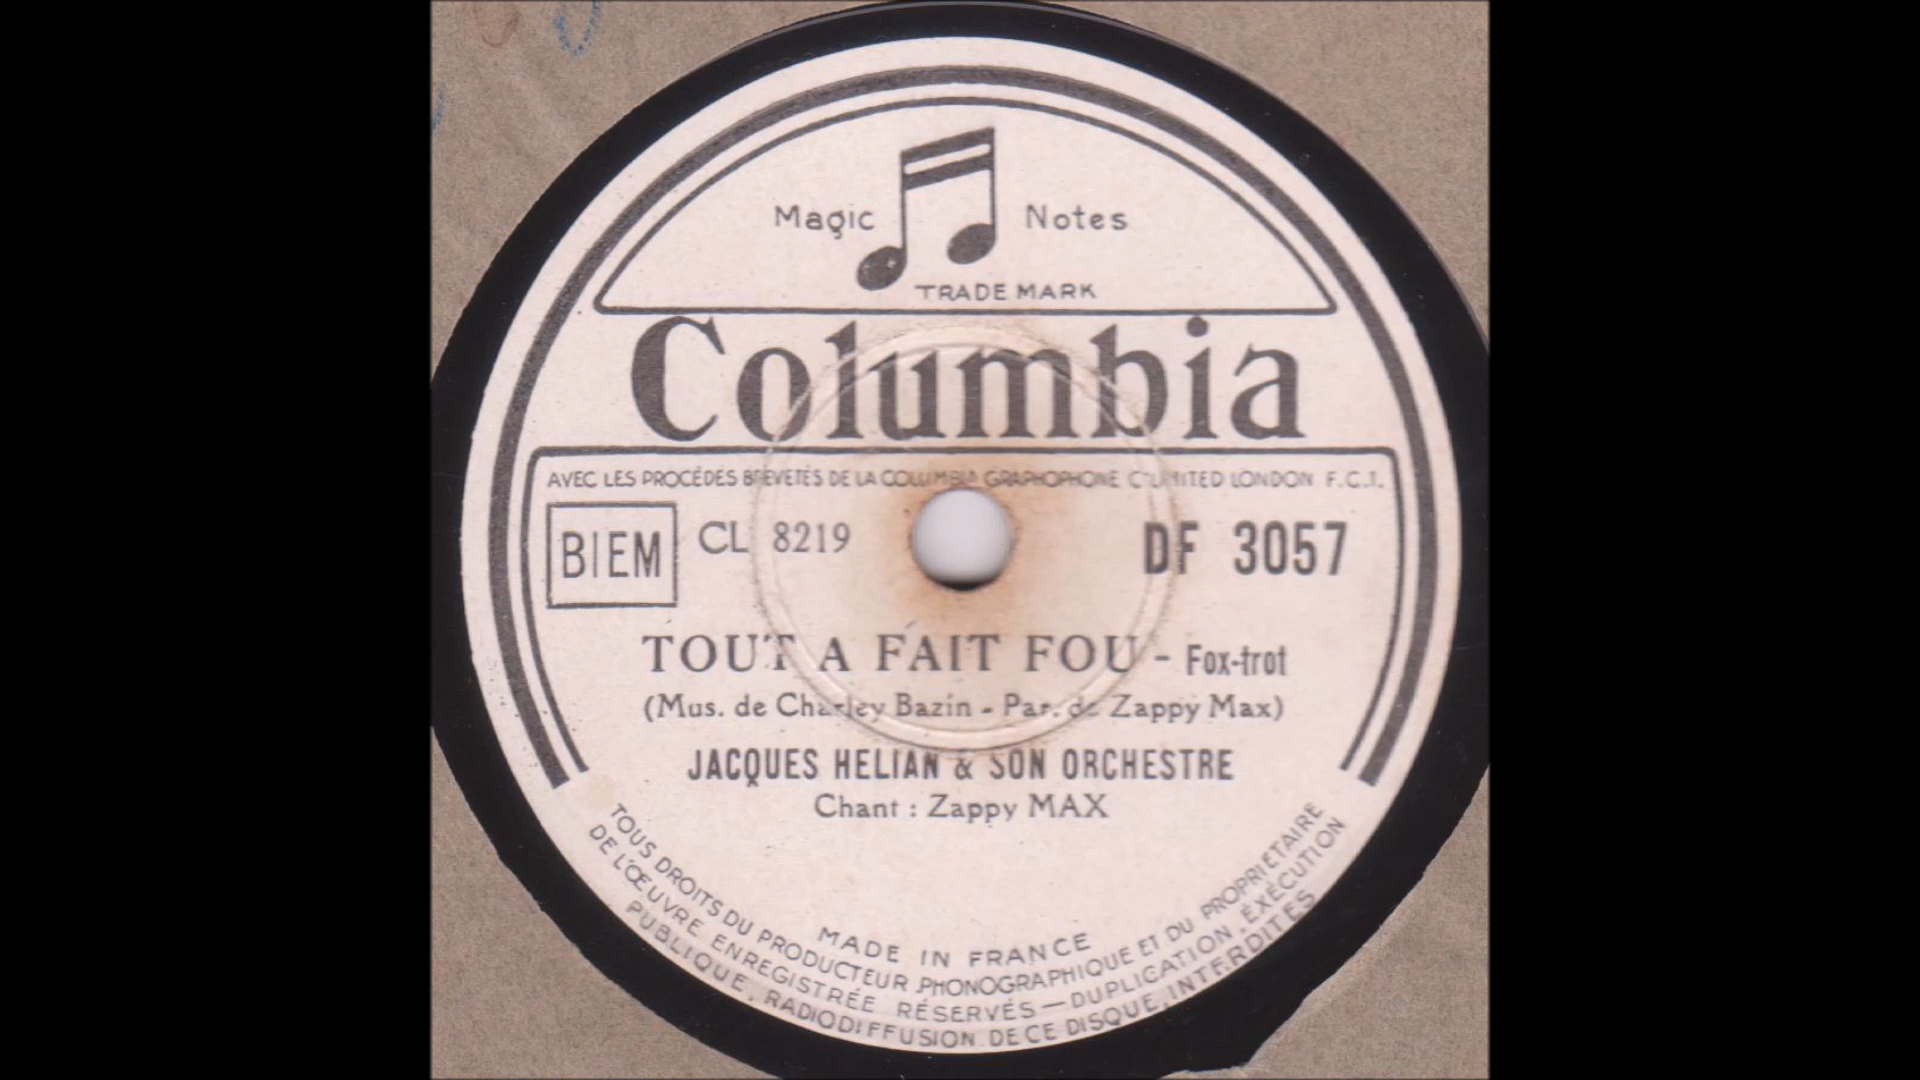 Magic Notes
TRADE MARK
Columbia
AVEC LES PROCÉDÉS BREVETÉS DE LA COLUMBIA GRAPHOPHONE C° LIMITED LONDON F.C.I.
BIEM CL 8219 DF 3057
TOUT A FAIT FOU - Fox-trot
(Mus. de Charley Bazin - Par. de Zappy Max)
JACQUES HELIAN & SON ORCHESTRE
Chant : Zappy MAX
MADE IN FRANCE
TOUS DROITS DU PRODUCTEUR PHONOGRAPHIQUE ET DU PROPRIETAIRE
DE L'ŒUVRE ENREGISTRÉE RÉSERVÉS — DUPLICATION, EXÉCUTION
PUBLIQUE, RADIODIFFUSION DE CE DISQUE, INTERDITES